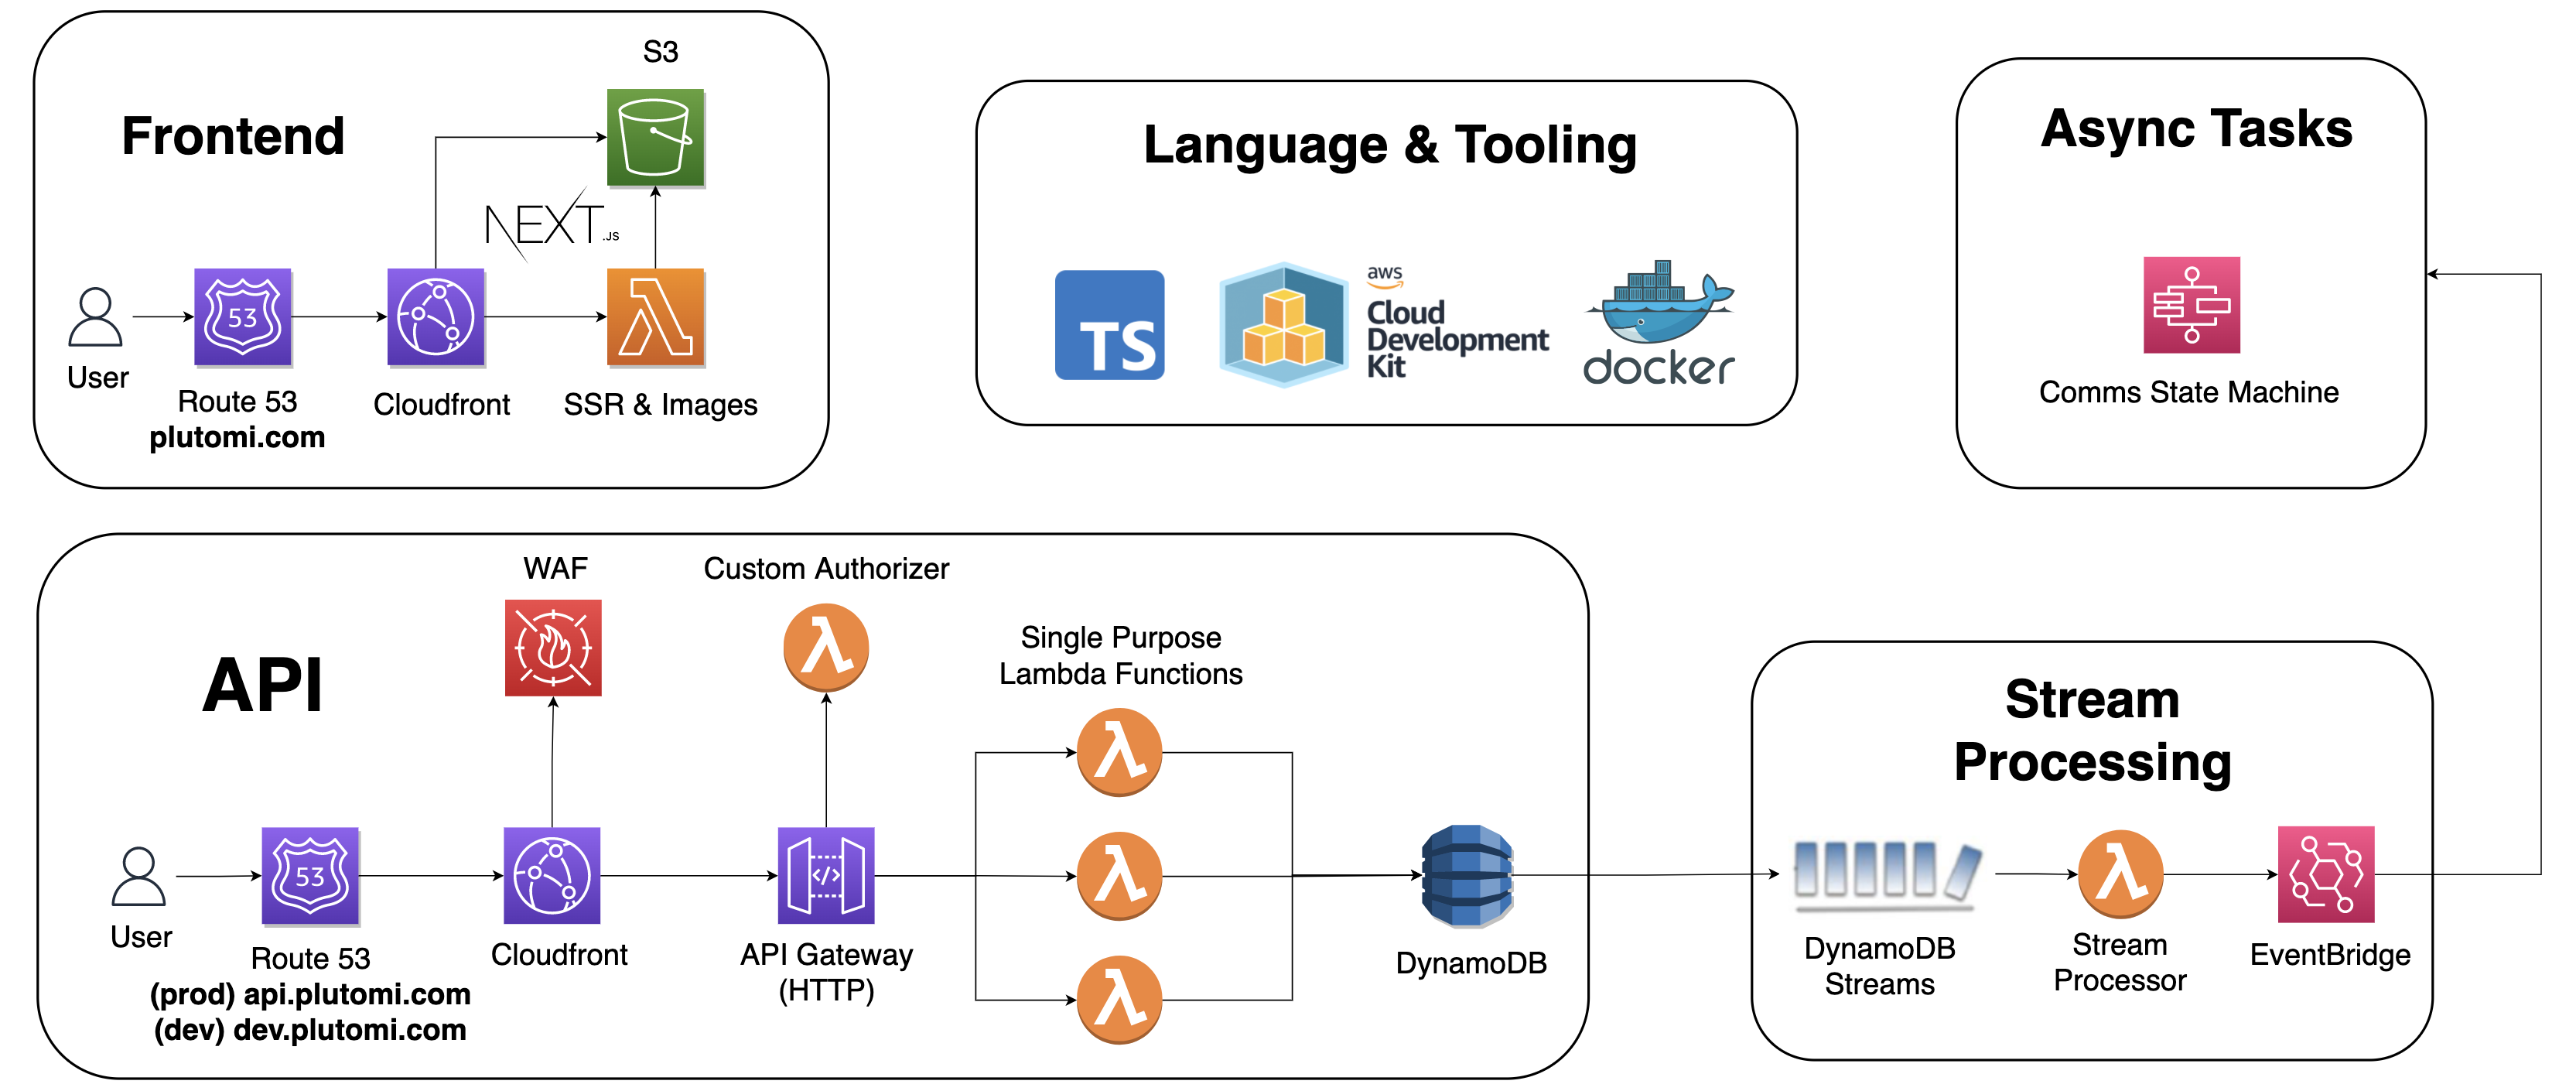 Frontend
S3
NEXT.JS
53
User
Route 53
plutomi.com
Cloudfront
SSR & Images
Language & Tooling
TS
aws
Cloud
Development
Kit
docker
Async Tasks
Comms State Machine
API
WAF
Custom Authorizer
Single Purpose
Lambda Functions
53
</>
User
Route 53
(prod) api.plutomi.com
(dev) dev.plutomi.com
Cloudfront
API Gateway
(HTTP)
DynamoDB
Stream
Processing
DynamoDB
Streams
Stream
Processor
EventBridge